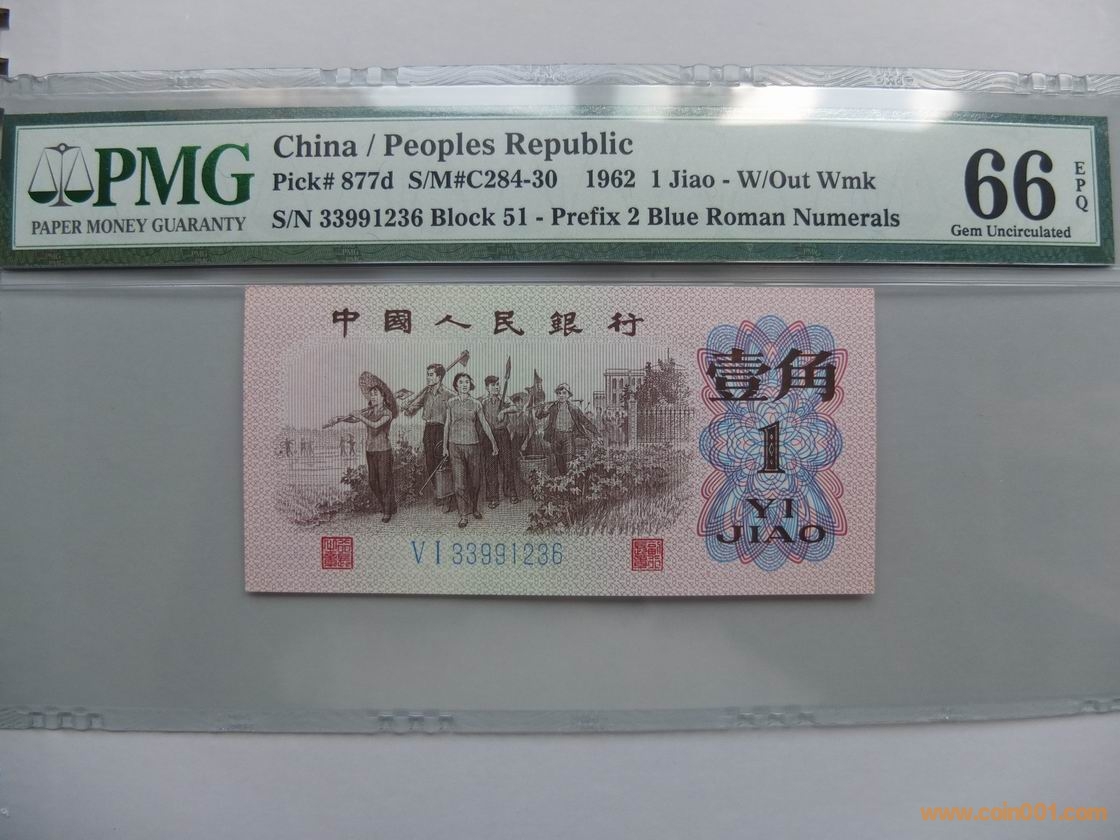 PMG
PAPER MONEY GUARANTY
China / Peoples Republic
Pick# 877d S/M#C284-30 1962 1 Jiao - W/Out Wmk
S/N 33991236 Block 51 - Prefix 2 Blue Roman Numerals
66
EPQ
Gem Uncirculated
中國人民銀行
壹角
1
YI
JIAO
VI 33991236
www.coin001.com